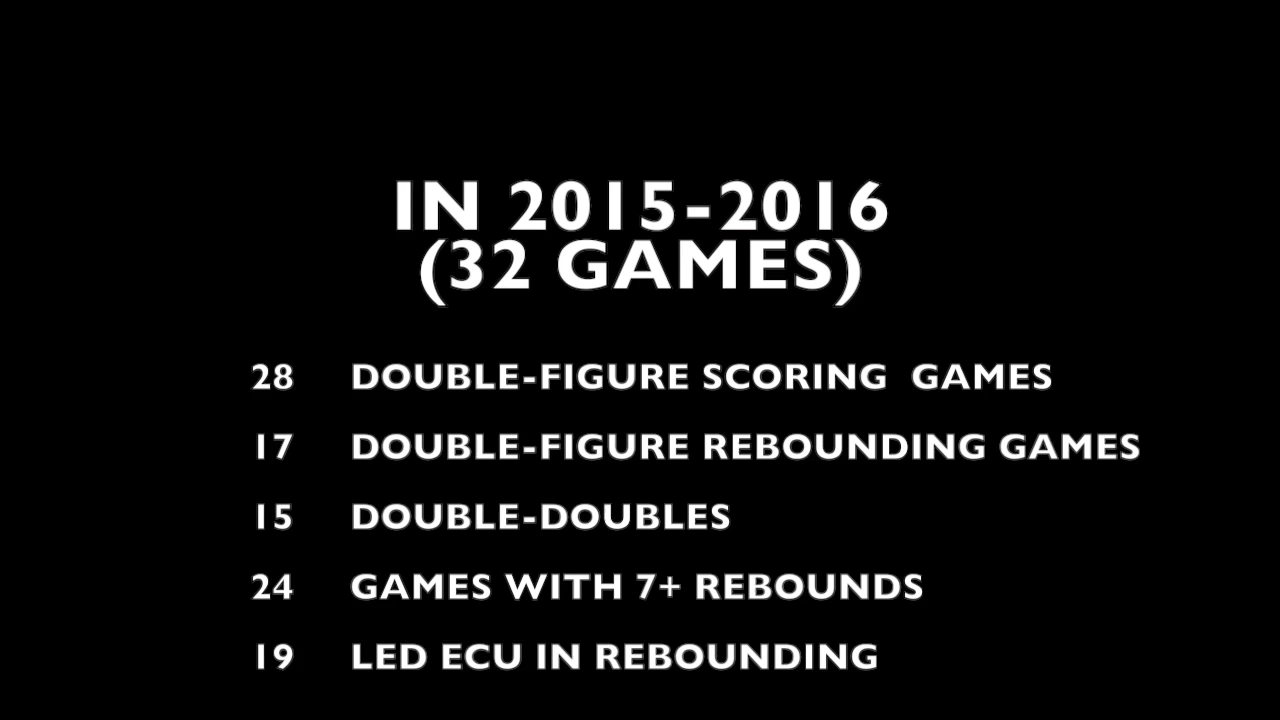 IN 2015-2016
(32 GAMES)
28 DOUBLE-FIGURE SCORING GAMES
17 DOUBLE-FIGURE REBOUNDING GAMES
15 DOUBLE-DOUBLES
24 GAMES WITH 7+ REBOUNDS
19 LED ECU IN REBOUNDING